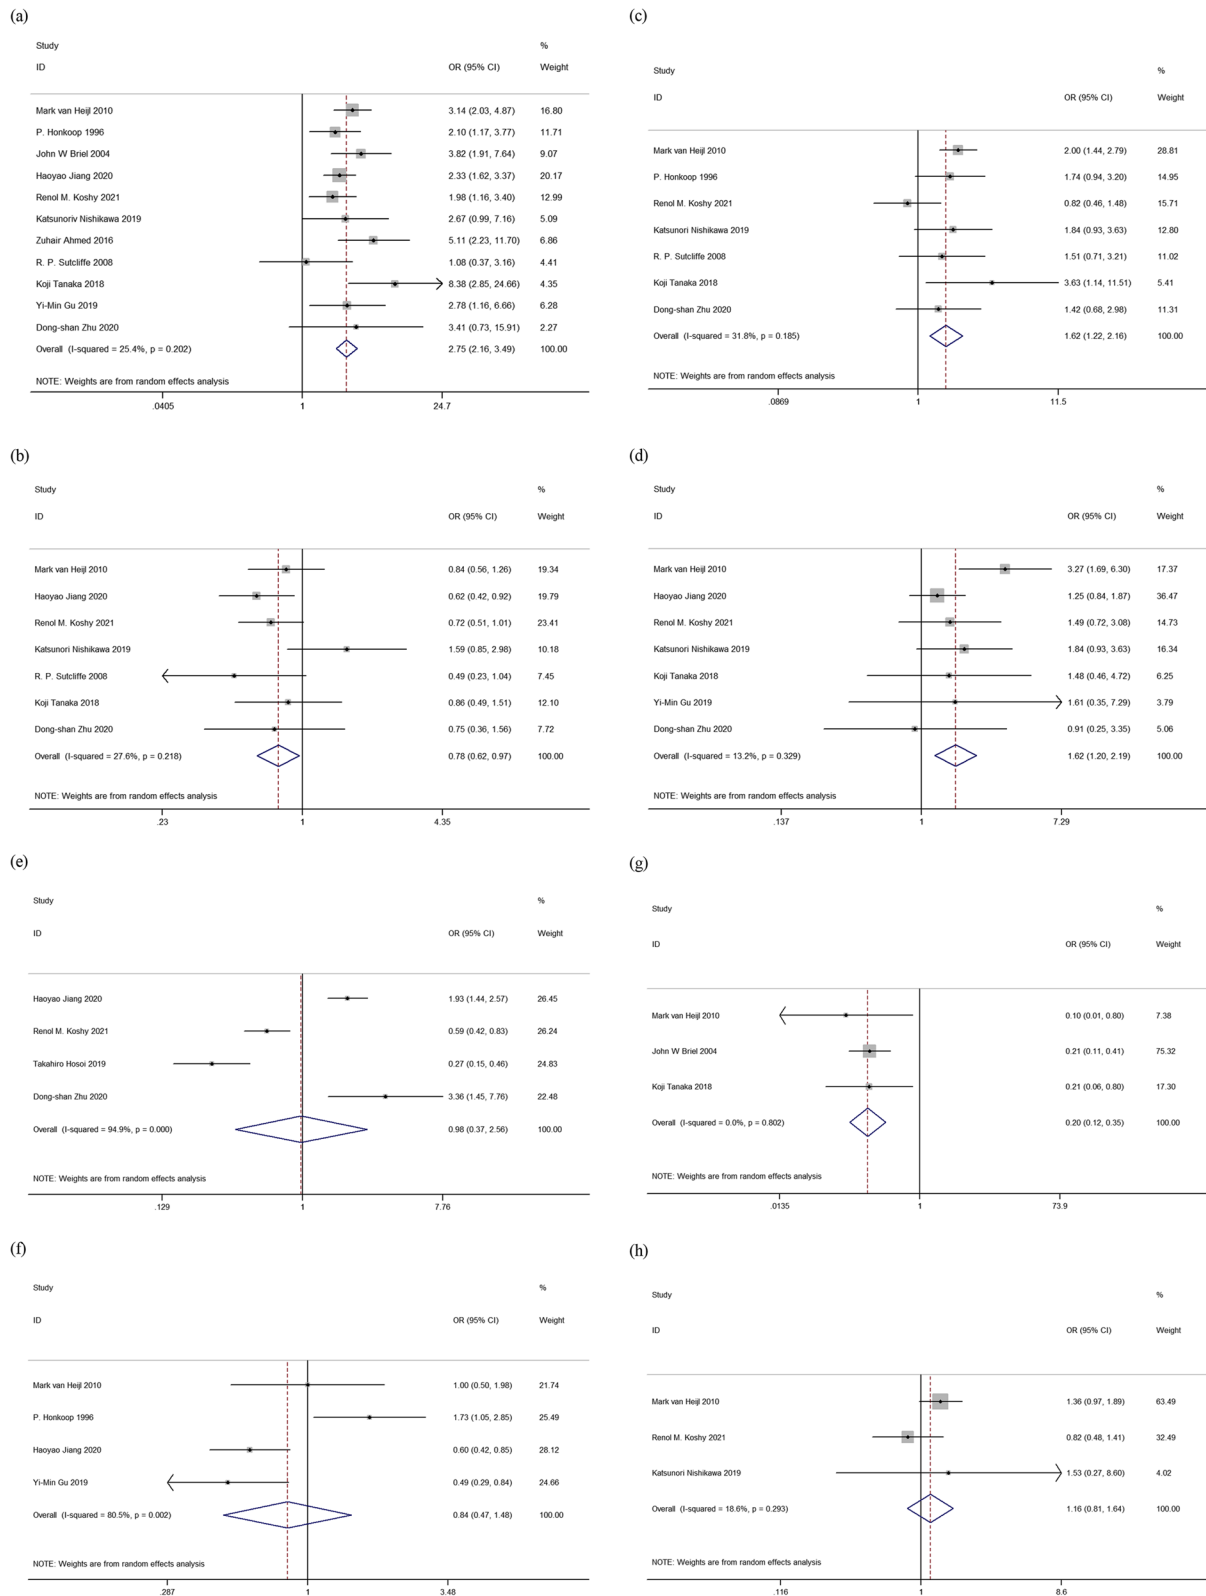 (a)
Study %
ID OR (95% CI) Weight
Mark van Heijl 2010 3.14 (2.03, 4.87) 16.80
P. Honkoop 1996 2.10 (1.17, 3.77) 11.71
John W Briel 2004 3.82 (1.91, 7.64) 9.07
Haoyao Jiang 2020 2.33 (1.62, 3.37) 20.17
Renol M. Koshy 2021 1.98 (1.16, 3.40) 12.99
Katsunoriv Nishikawa 2019 2.67 (0.99, 7.16) 5.09
Zuhair Ahmed 2016 5.11 (2.23, 11.70) 6.86
R. P. Sutcliffe 2008 1.08 (0.37, 3.16) 4.41
Koji Tanaka 2018 8.38 (2.85, 24.66) 4.35
Yi-Min Gu 2019 2.78 (1.16, 6.66) 6.28
Dong-shan Zhu 2020 3.41 (0.73, 15.91) 2.27
Overall (I-squared = 25.4%, p = 0.202) 2.75 (2.16, 3.49) 100.00
NOTE: Weights are from random effects analysis
.0405 1 24.7
(c)
Study %
ID OR (95% CI) Weight
Mark van Heijl 2010 2.00 (1.44, 2.79) 28.81
P. Honkoop 1996 1.74 (0.94, 3.20) 14.95
Renol M. Koshy 2021 0.82 (0.46, 1.48) 15.71
Katsunori Nishikawa 2019 1.84 (0.93, 3.63) 12.80
R. P. Sutcliffe 2008 1.51 (0.71, 3.21) 11.02
Koji Tanaka 2018 3.63 (1.14, 11.51) 5.41
Dong-shan Zhu 2020 1.42 (0.68, 2.98) 11.31
Overall (I-squared = 31.8%, p = 0.185) 1.62 (1.22, 2.16) 100.00
NOTE: Weights are from random effects analysis
.0869 1 11.5
(b)
Study %
ID OR (95% CI) Weight
Mark van Heijl 2010 0.84 (0.56, 1.26) 19.34
Haoyao Jiang 2020 0.62 (0.42, 0.92) 19.79
Renol M. Koshy 2021 0.72 (0.51, 1.01) 23.41
Katsunori Nishikawa 2019 1.59 (0.85, 2.98) 10.18
R. P. Sutcliffe 2008 0.49 (0.23, 1.04) 7.45
Koji Tanaka 2018 0.86 (0.49, 1.51) 12.10
Dong-shan Zhu 2020 0.75 (0.36, 1.56) 7.72
Overall (I-squared = 27.6%, p = 0.218) 0.78 (0.62, 0.97) 100.00
NOTE: Weights are from random effects analysis
.23 1 4.35
(d)
Study %
ID OR (95% CI) Weight
Mark van Heijl 2010 3.27 (1.69, 6.30) 17.37
Haoyao Jiang 2020 1.25 (0.84, 1.87) 36.47
Renol M. Koshy 2021 1.49 (0.72, 3.08) 14.73
Katsunori Nishikawa 2019 1.84 (0.93, 3.63) 16.34
Koji Tanaka 2018 1.48 (0.46, 4.72) 6.25
Yi-Min Gu 2019 1.61 (0.35, 7.29) 3.79
Dong-shan Zhu 2020 0.91 (0.25, 3.35) 5.06
Overall (I-squared = 13.2%, p = 0.329) 1.62 (1.20, 2.19) 100.00
NOTE: Weights are from random effects analysis
.137 1 7.29
(e)
Study %
ID OR (95% CI) Weight
Haoyao Jiang 2020 1.93 (1.44, 2.57) 26.45
Renol M. Koshy 2021 0.59 (0.42, 0.83) 26.24
Takahiro Hosoi 2019 0.27 (0.15, 0.46) 24.83
Dong-shan Zhu 2020 3.36 (1.45, 7.76) 22.48
Overall (I-squared = 94.9%, p = 0.000) 0.98 (0.37, 2.56) 100.00
NOTE: Weights are from random effects analysis
.129 1 7.76
(g)
Study %
ID OR (95% CI) Weight
Mark van Heijl 2010 0.10 (0.01, 0.80) 7.38
John W Briel 2004 0.21 (0.11, 0.41) 75.32
Koji Tanaka 2018 0.21 (0.06, 0.80) 17.30
Overall (I-squared = 0.0%, p = 0.802) 0.20 (0.12, 0.35) 100.00
NOTE: Weights are from random effects analysis
.0135 1 73.9
(f)
Study %
ID OR (95% CI) Weight
Mark van Heijl 2010 1.00 (0.50, 1.98) 21.74
P. Honkoop 1996 1.73 (1.05, 2.85) 25.49
Haoyao Jiang 2020 0.60 (0.42, 0.85) 28.12
Yi-Min Gu 2019 0.49 (0.29, 0.84) 24.66
Overall (I-squared = 80.5%, p = 0.002) 0.84 (0.47, 1.48) 100.00
NOTE: Weights are from random effects analysis
.287 1 3.48
(h)
Study %
ID OR (95% CI) Weight
Mark van Heijl 2010 1.36 (0.97, 1.89) 63.49
Renol M. Koshy 2021 0.82 (0.48, 1.41) 32.49
Katsunori Nishikawa 2019 1.53 (0.27, 8.60) 4.02
Overall (I-squared = 18.6%, p = 0.293) 1.16 (0.81, 1.64) 100.00
NOTE: Weights are from random effects analysis
.116 1 8.6